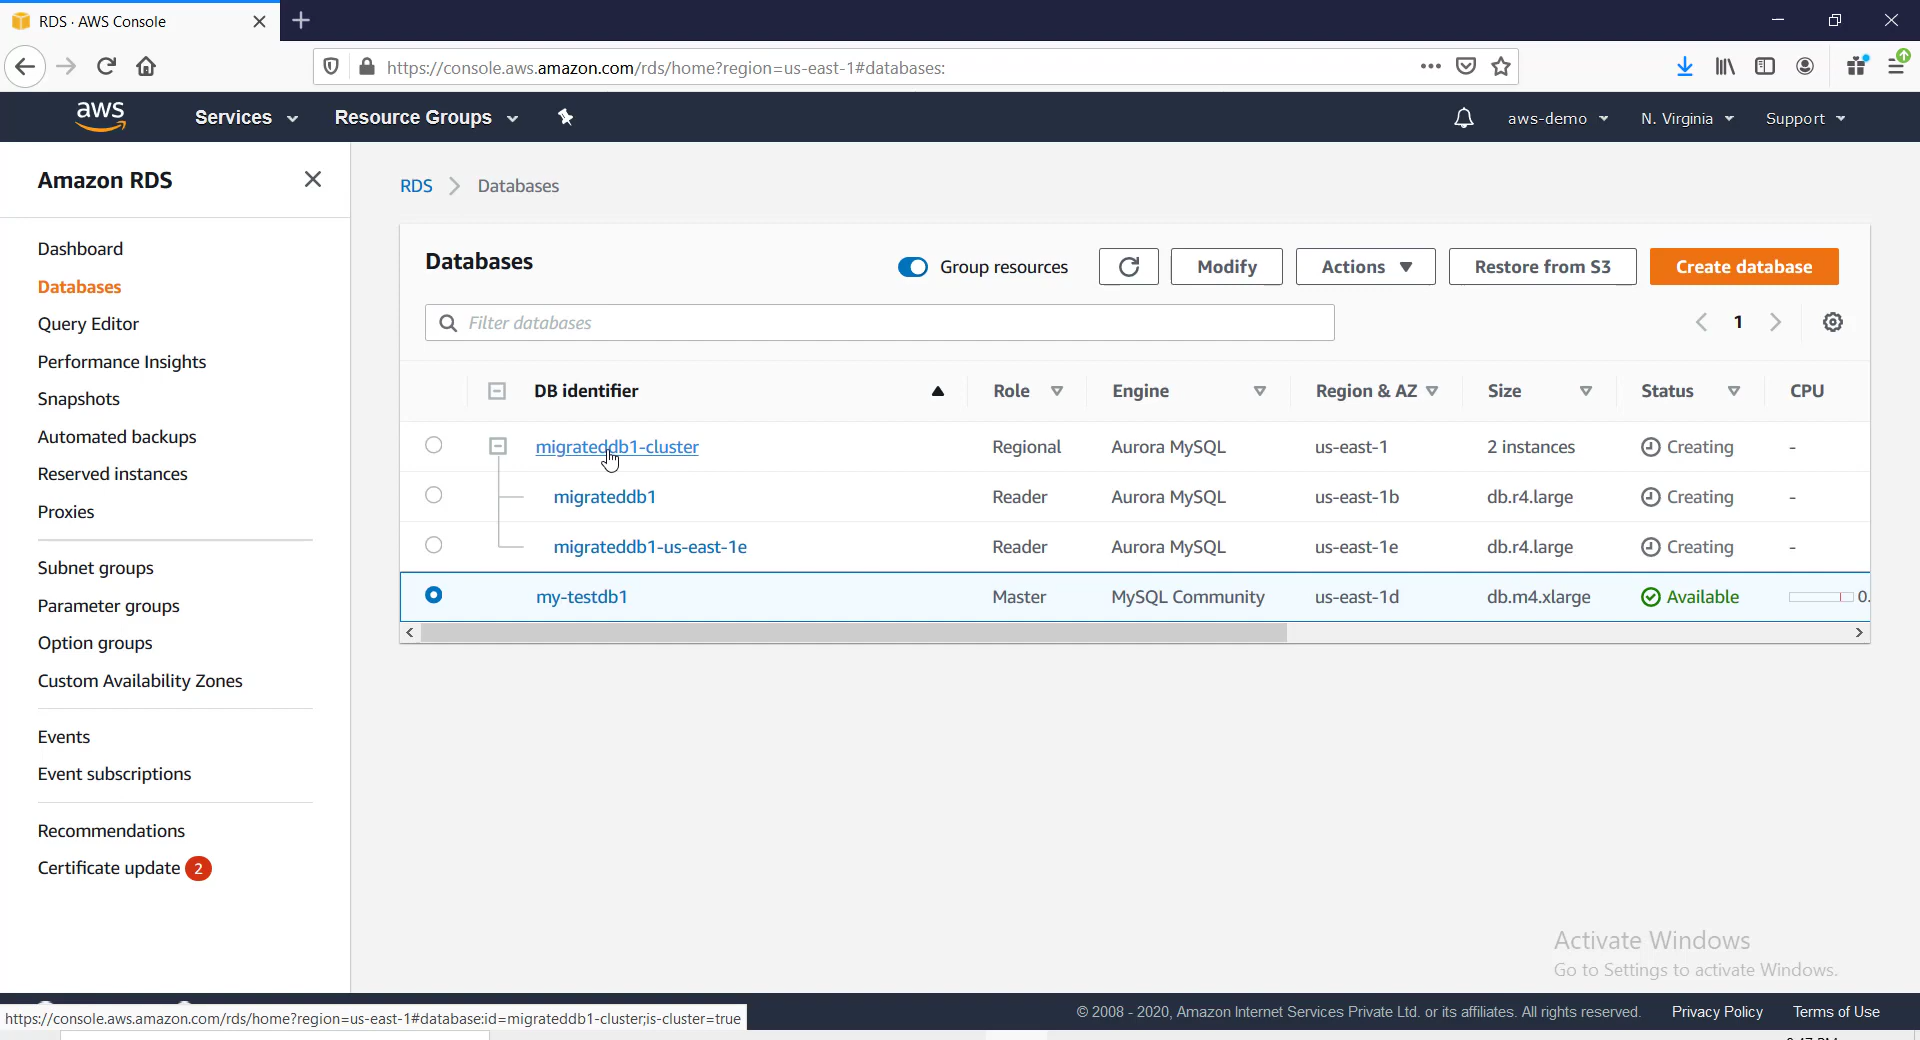 RDS · AWS Console
https://console.aws.amazon.com/rds/home?region=us-east-1#databases:
aws
Services
Resource Groups
aws-demo
N. Virginia
Support
Amazon RDS
Dashboard
Databases
Query Editor
Performance Insights
Snapshots
Automated backups
Reserved instances
Proxies
Subnet groups
Parameter groups
Option groups
Custom Availability Zones
Events
Event subscriptions
Recommendations
Certificate update 2
RDS > Databases
Databases
Group resources
Modify
Actions
Restore from S3
Create database
Filter databases
1
DB identifier Role Engine Region & AZ Size Status CPU
migrateddb1-cluster Regional Aurora MySQL us-east-1 2 instances Creating -
migrateddb1 Reader Aurora MySQL us-east-1b db.r4.large Creating -
migrateddb1-us-east-1e Reader Aurora MySQL us-east-1e db.r4.large Creating -
my-testdb1 Master MySQL Community us-east-1d db.m4.xlarge Available 0.
Activate Windows
Go to Settings to activate Windows.
© 2008 - 2020, Amazon Internet Services Private Ltd. or its affiliates. All rights reserved. Privacy Policy Terms of Use
https://console.aws.amazon.com/rds/home?region=us-east-1#database:id=migrateddb1-cluster;is-cluster=true